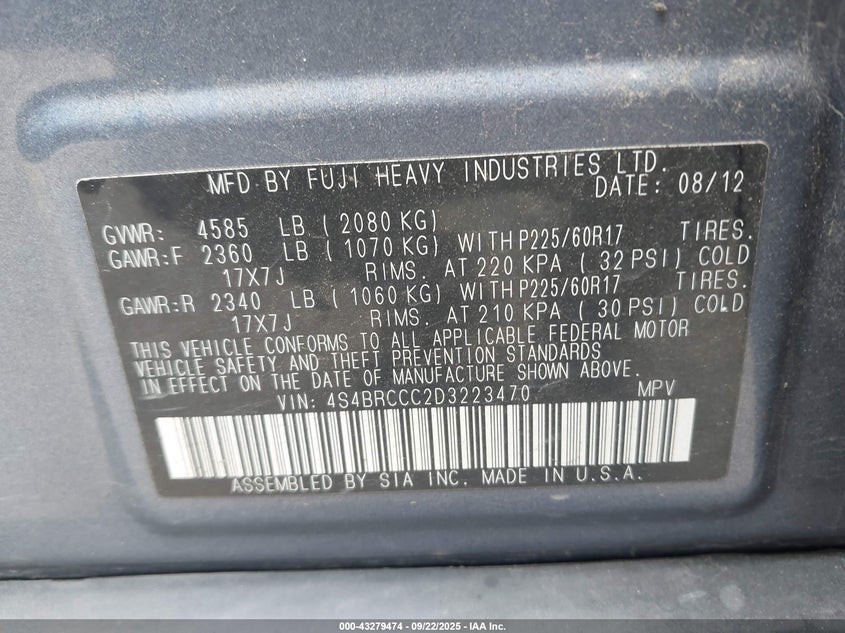 MFD BY FUJI HEAVY INDUSTRIES LTD.
DATE: 08/12
GVWR: 4585 LB ( 2080 KG)
GAWR:F 2360 LB ( 1070 KG) WITH P225/60R17 TIRES.
17X7J RIMS. AT 220 KPA ( 32 PSI) COLD
GAWR:R 2340 LB ( 1060 KG) WITH P225/60R17 TIRES.
17X7J RIMS. AT 210 KPA ( 30 PSI) COLD
THIS VEHICLE CONFORMS TO ALL APPLICABLE FEDERAL MOTOR
VEHICLE SAFETY AND THEFT PREVENTION STANDARDS
IN EFFECT ON THE DATE OF MANUFACTURE SHOWN ABOVE.
VIN: 4S4BRCCC2D3223470 MPV
ASSEMBLED BY SIA INC. MADE IN U.S.A.
000-43279474 - 09/22/2025 - IAA Inc.